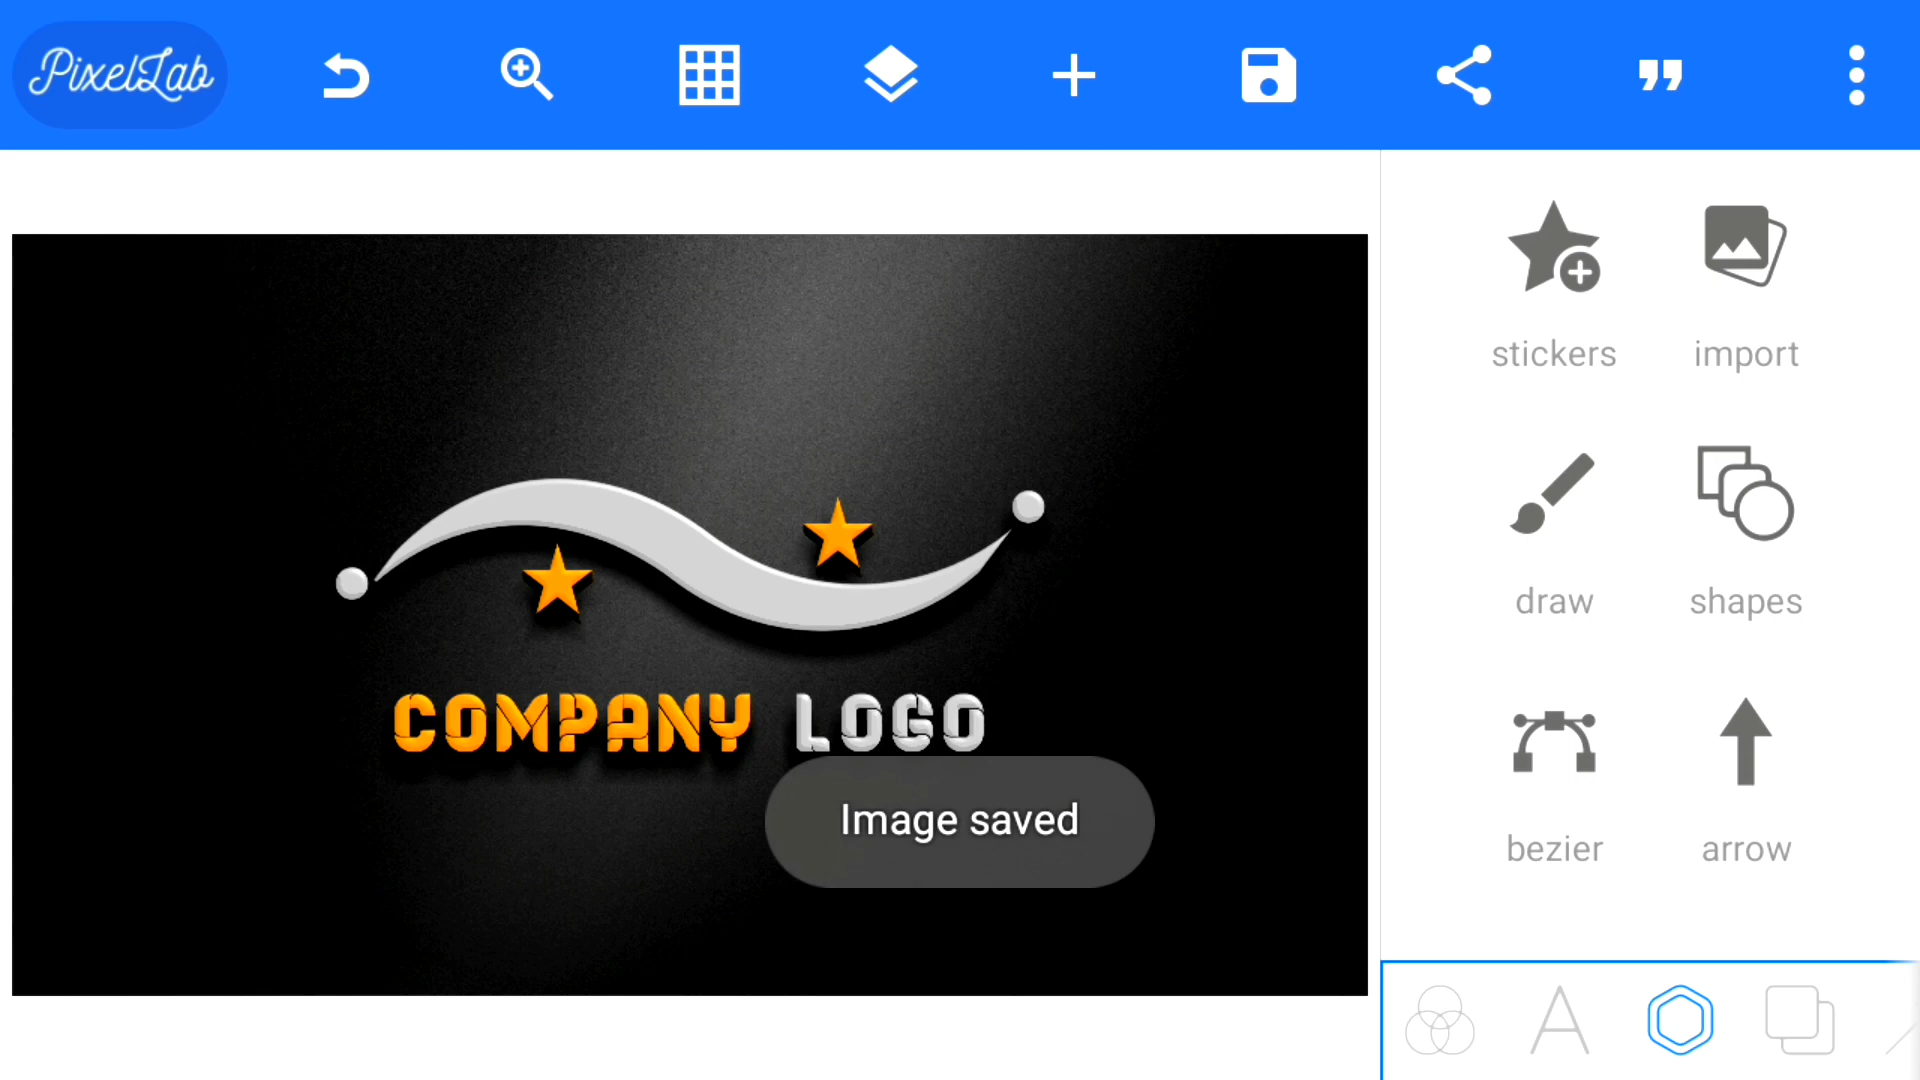 PixelLab
stickers
import
draw
shapes
COMPANY LOGO
Image saved
bezier
arrow